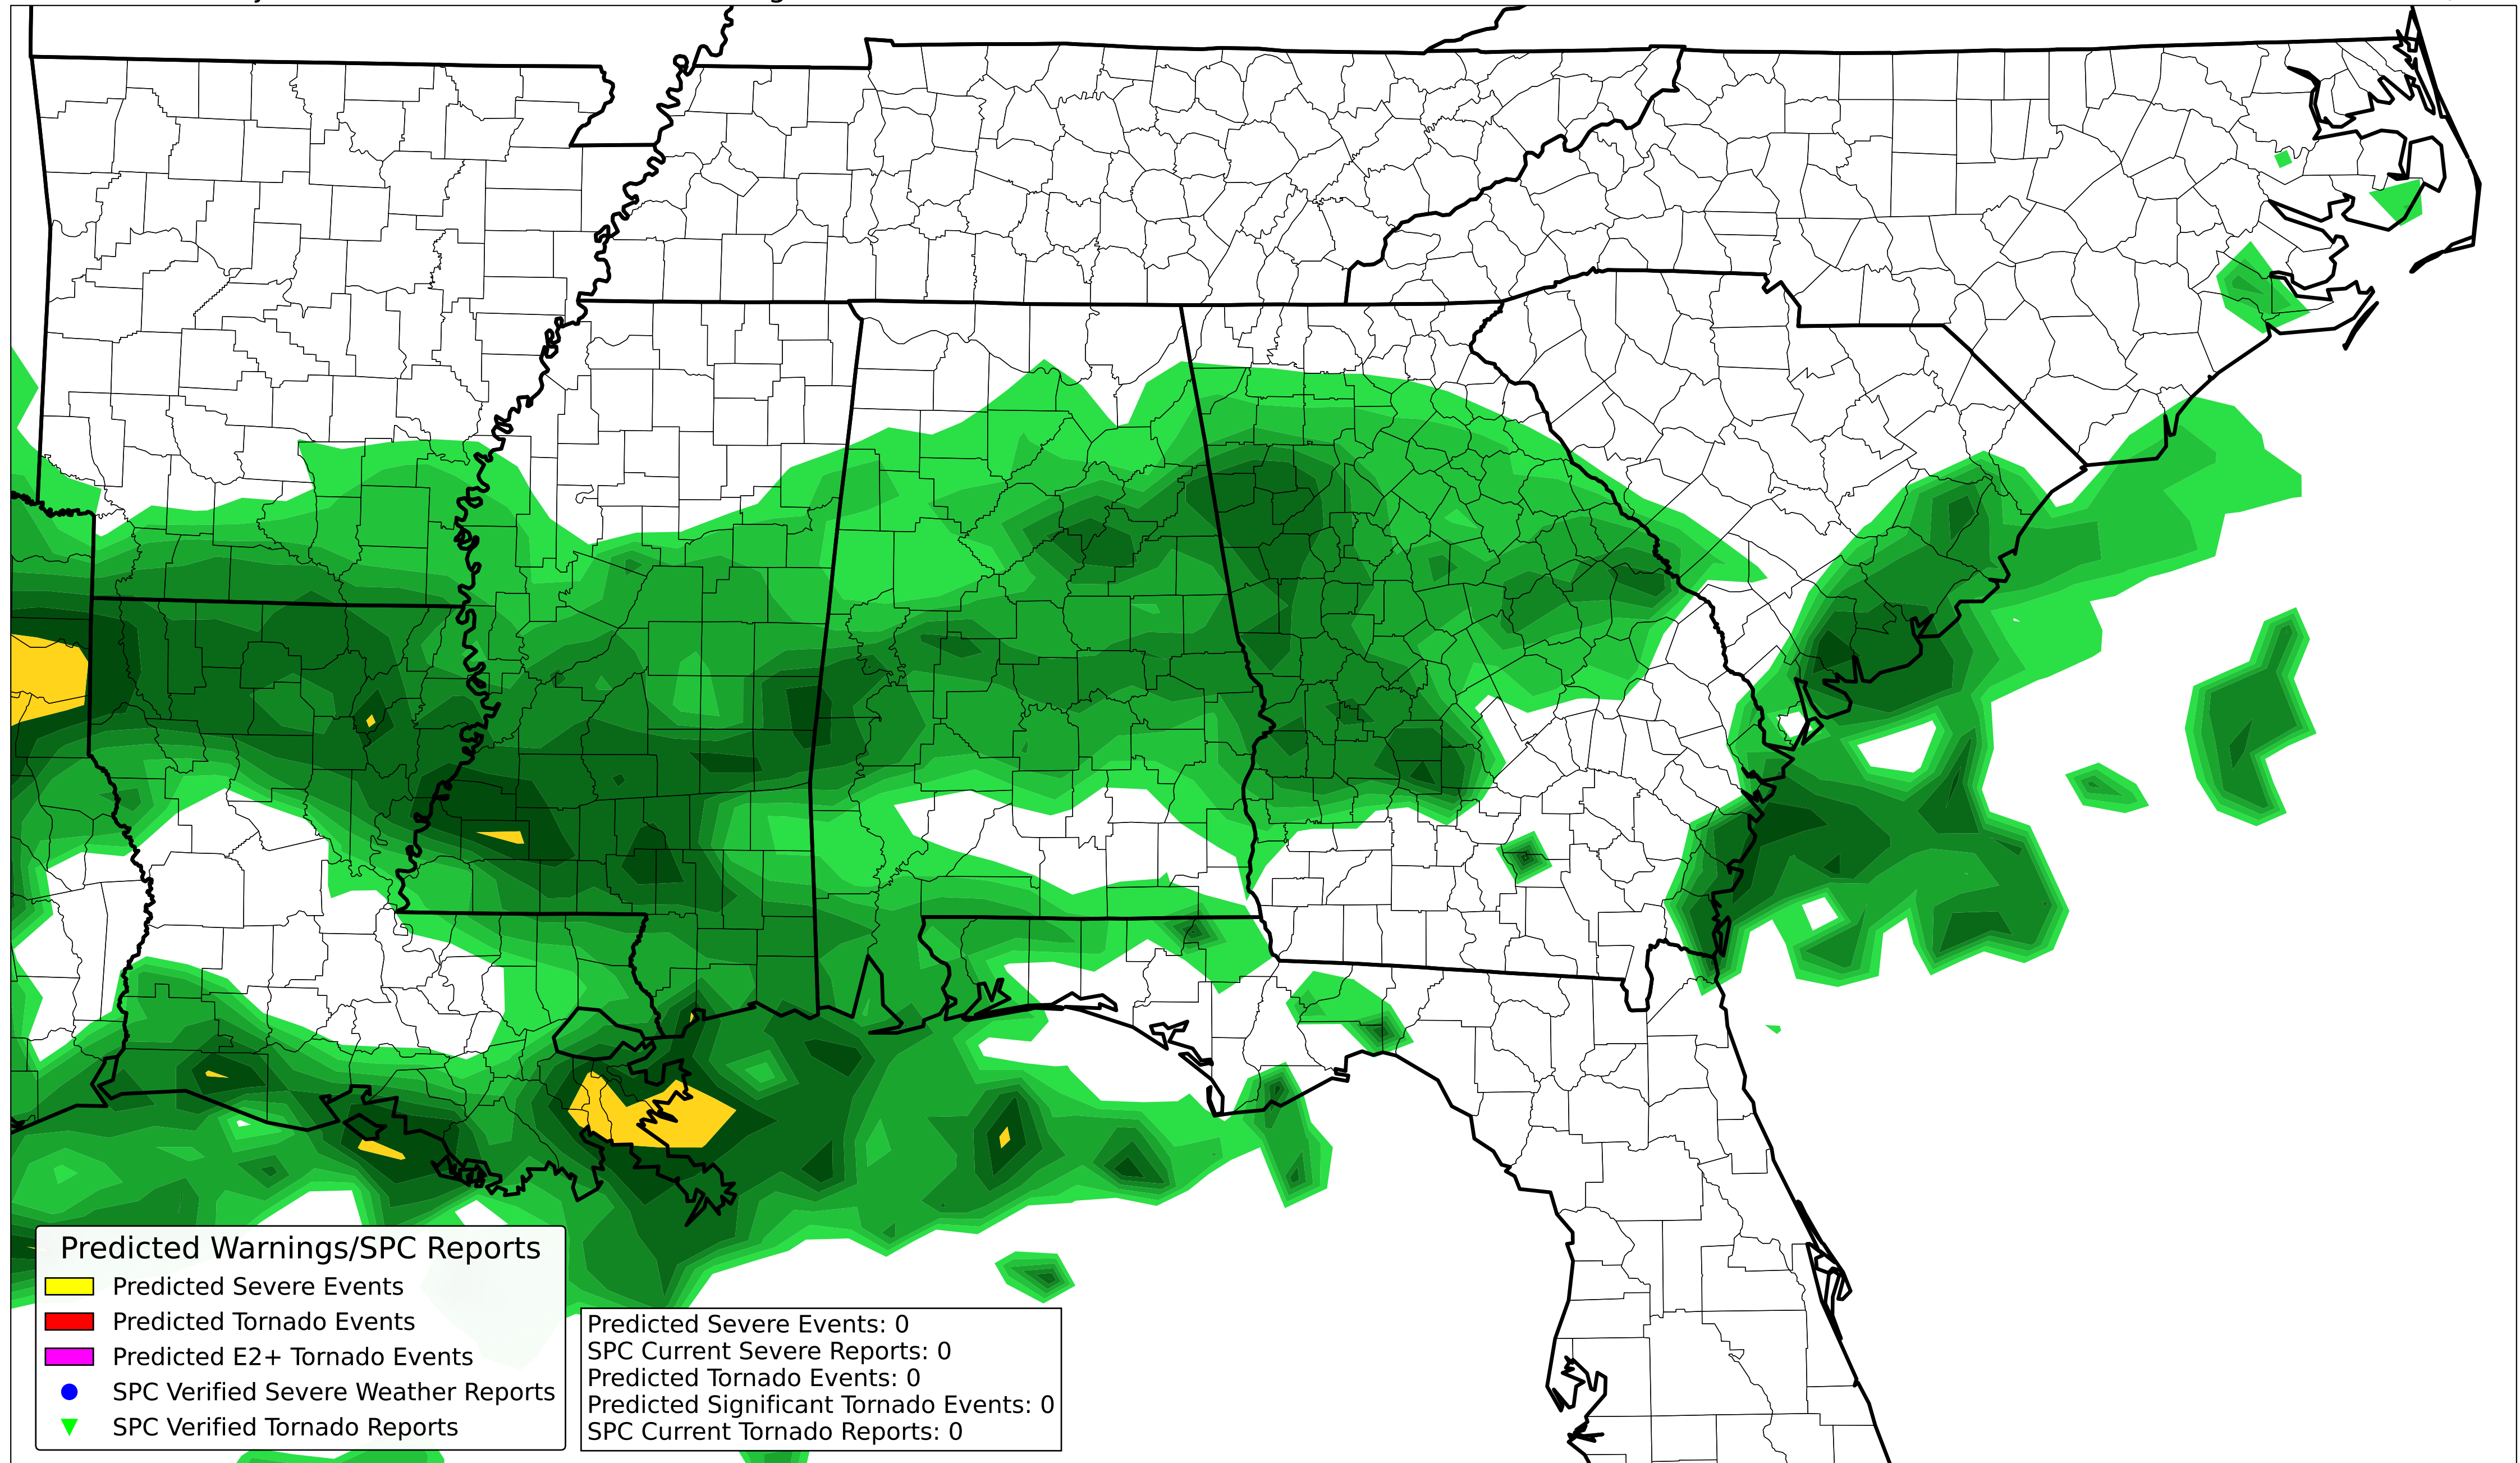 Predicted Warnings/SPC Reports
Predicted Severe Events
Predicted Tornado Events
Predicted E2+ Tornado Events
SPC Verified Severe Weather Reports
SPC Verified Tornado Reports
Predicted Severe Events: 0
SPC Current Severe Reports: 0
Predicted Tornado Events: 0
Predicted Significant Tornado Events: 0
SPC Current Tornado Reports: 0